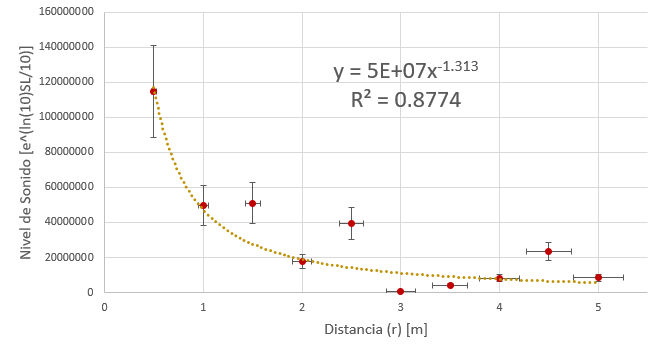 160000000
140000000
120000000
100000000
80000000
60000000
40000000
20000000
0
Nivel de Sonido [e^(ln(10)SL/10)]
y = 5E+07x^-1.313
R² = 0.8774
0 1 2 3 4 5
Distancia (r) [m]